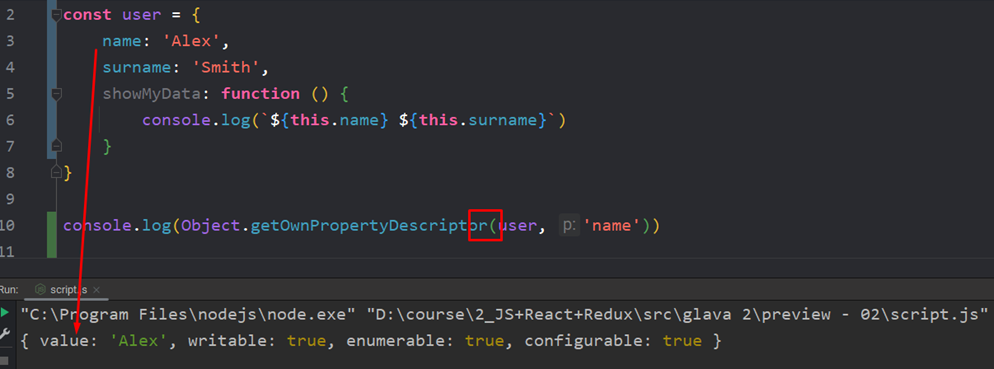 2 const user = {
3 name: 'Alex',
4 surname: 'Smith',
5 showMyData: function () {
6 console.log(`${this.name} ${this.surname}`)
7 }
8 }
9
10 console.log(Object.getOwnPropertyDescriptor(user, p: 'name'))
11
Run: script.js ×
"C:\Program Files\nodejs\node.exe" "D:\course\2_JS+React+Redux\src\glava 2\preview - 02\script.js"
{ value: 'Alex', writable: true, enumerable: true, configurable: true }